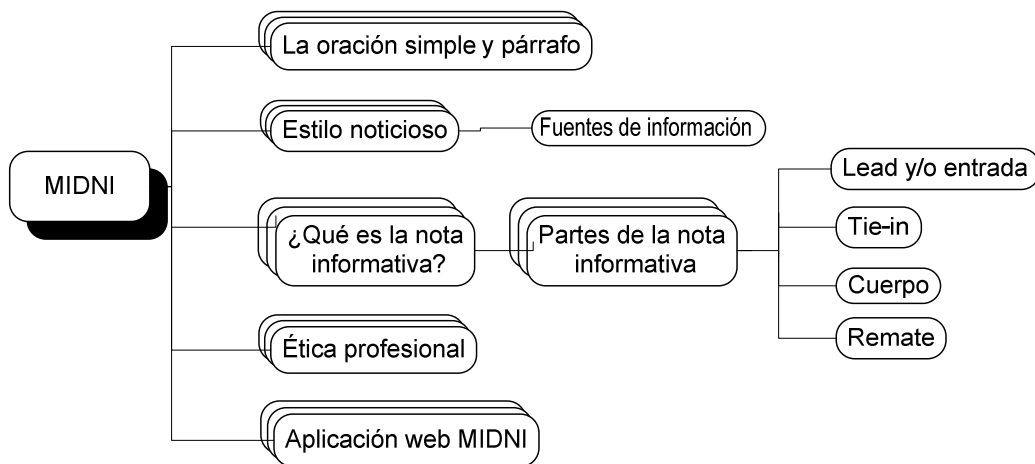 MIDNI
La oración simple y párrafo
Estilo noticioso
Fuentes de información
¿Qué es la nota
informativa?
Partes de la nota
informativa
Lead y/o entrada
Tie-in
Cuerpo
Remate
Ética profesional
Aplicación web MIDNI